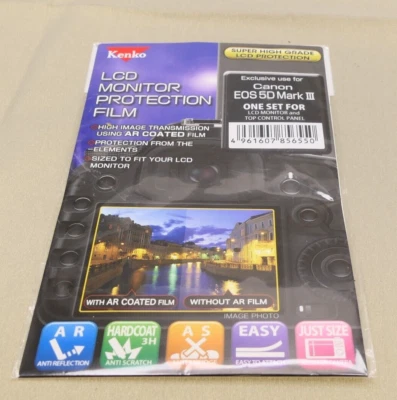 Kenko
SUPER HIGH GRADE
LCD PROTECTION
LCD
MONITOR
PROTECTION
FILM
Exclusive use for
Canon
EOS 5D Mark III
ONE SET FOR
LCD MONITOR and
TOP CONTROL PANEL
4 961607 856550
HIGH IMAGE TRANSMISSION
USING AR COATED FILM
PROTECTION FROM THE
ELEMENTS
SIZED TO FIT YOUR LCD
MONITOR
WITH AR COATED FILM
WITHOUT AR FILM
IMAGE PHOTO
AR
ANTI REFLECTION
HARDCOAT
3H
ANTI SCRATCH
AS
EASY
EASY TO ATTACH
JUST SIZE